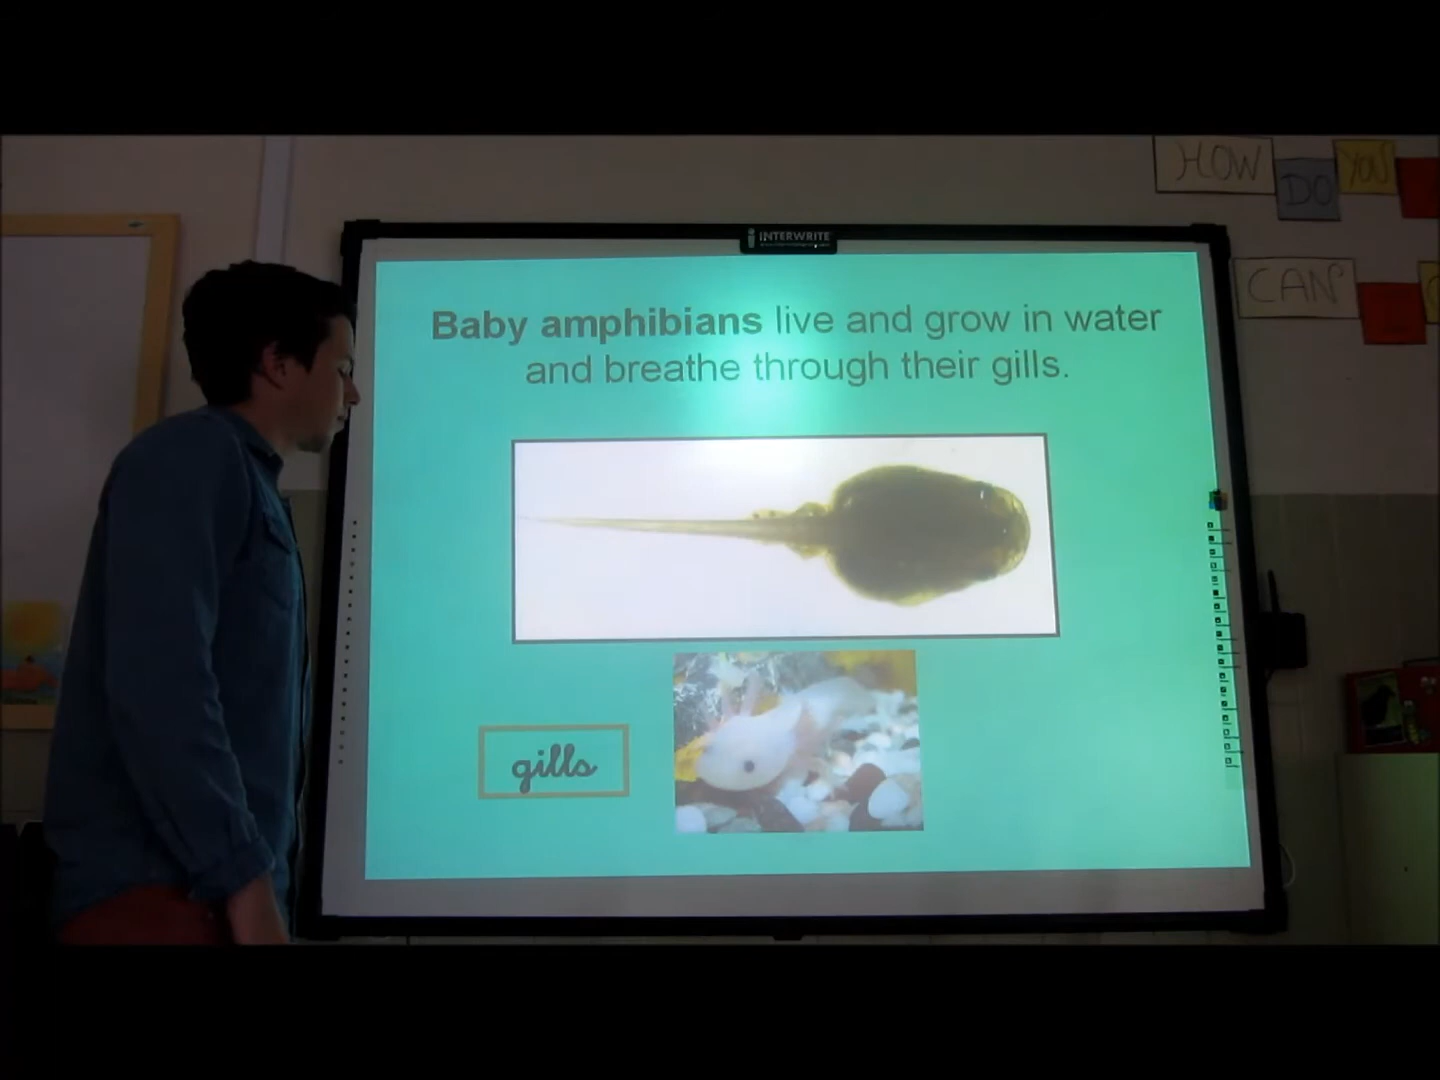 HOW DO YOU
CAN
INTERWRITE
Baby amphibians live and grow in water
and breathe through their gills.
gills